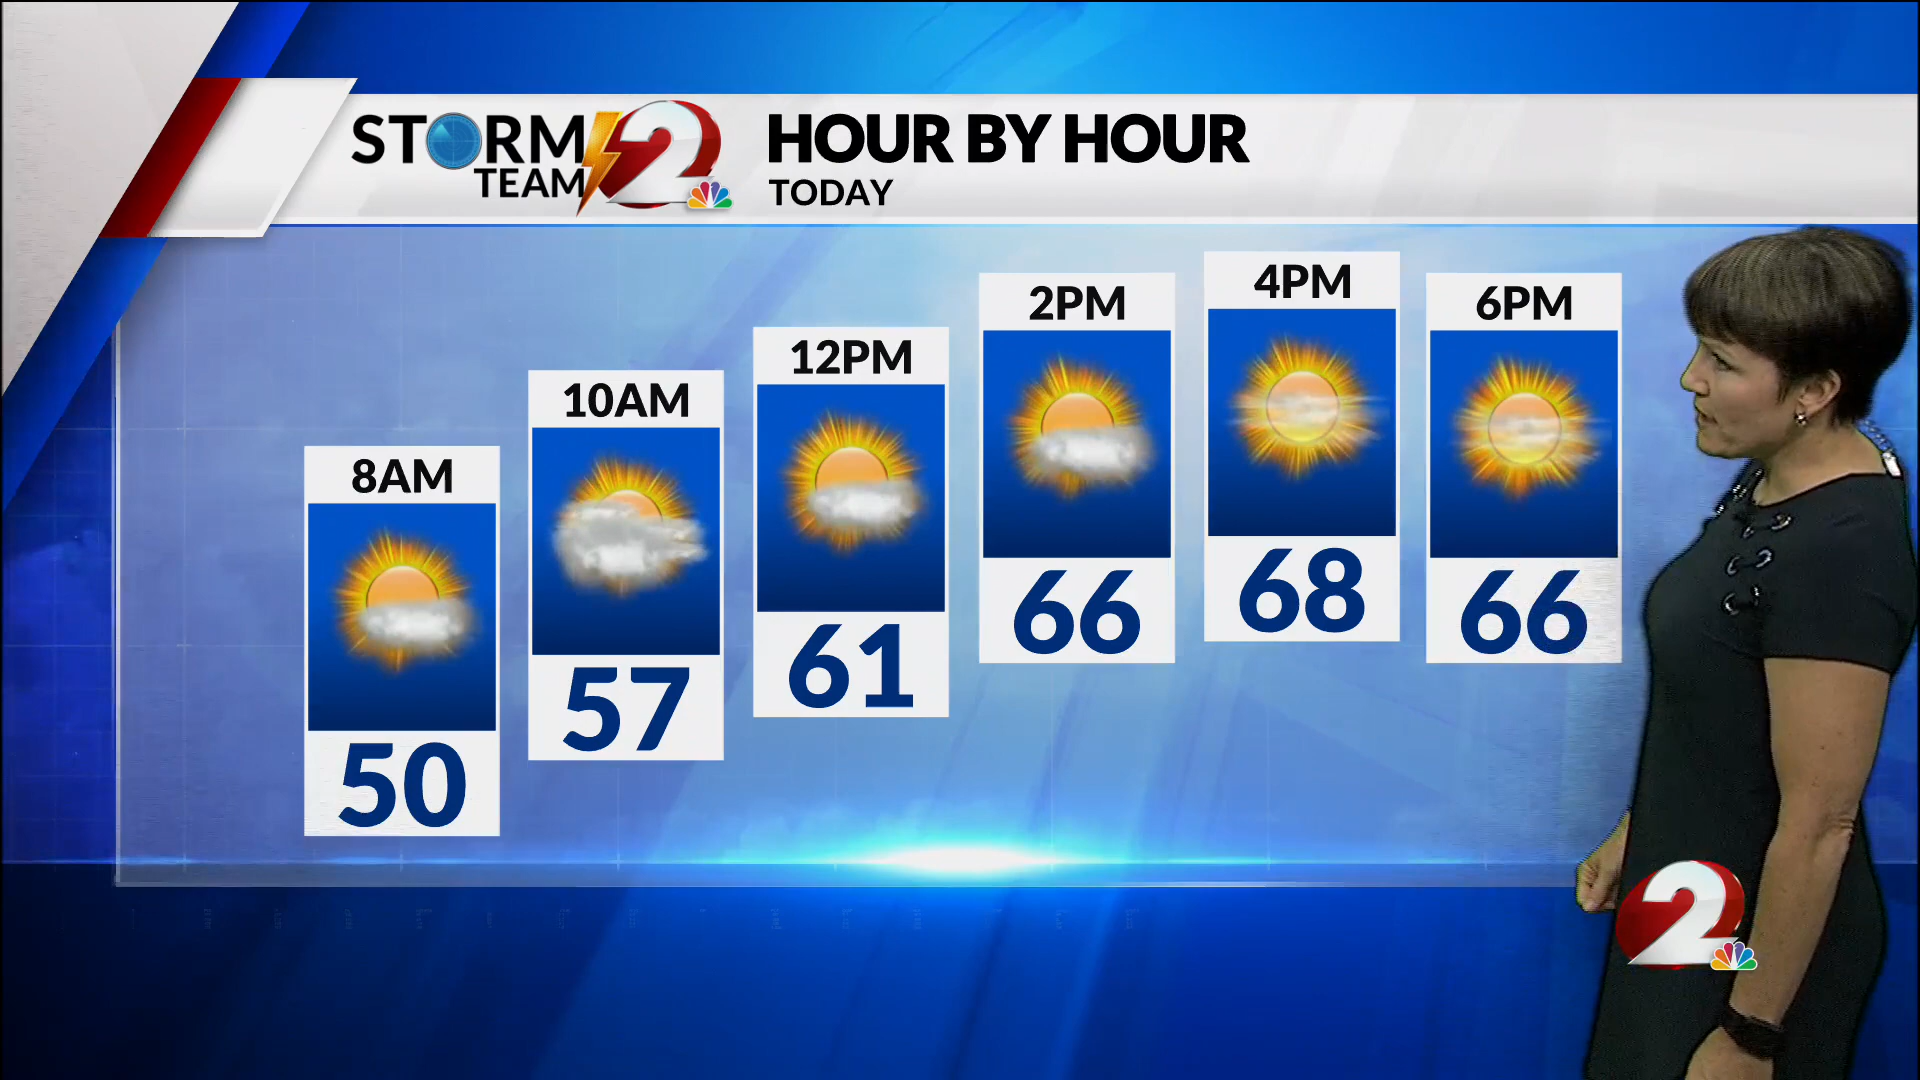 STORM
TEAM
2
HOUR BY HOUR
TODAY
8AM
50
10AM
57
12PM
61
2PM
66
4PM
68
6PM
66
2